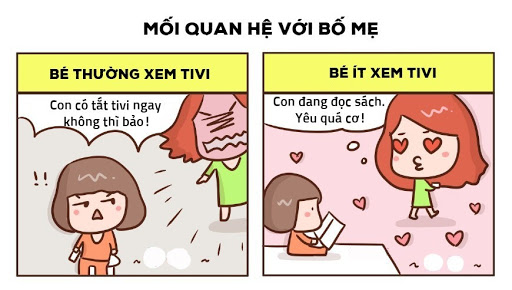 MỐI QUAN HỆ VỚI BỐ MẸ
BÉ THƯỜNG XEM TIVI
Con có tắt tivi ngay
không thì bảo!
!!
BÉ ÍT XEM TIVI
Con đang đọc sách.
Yêu quá cơ!